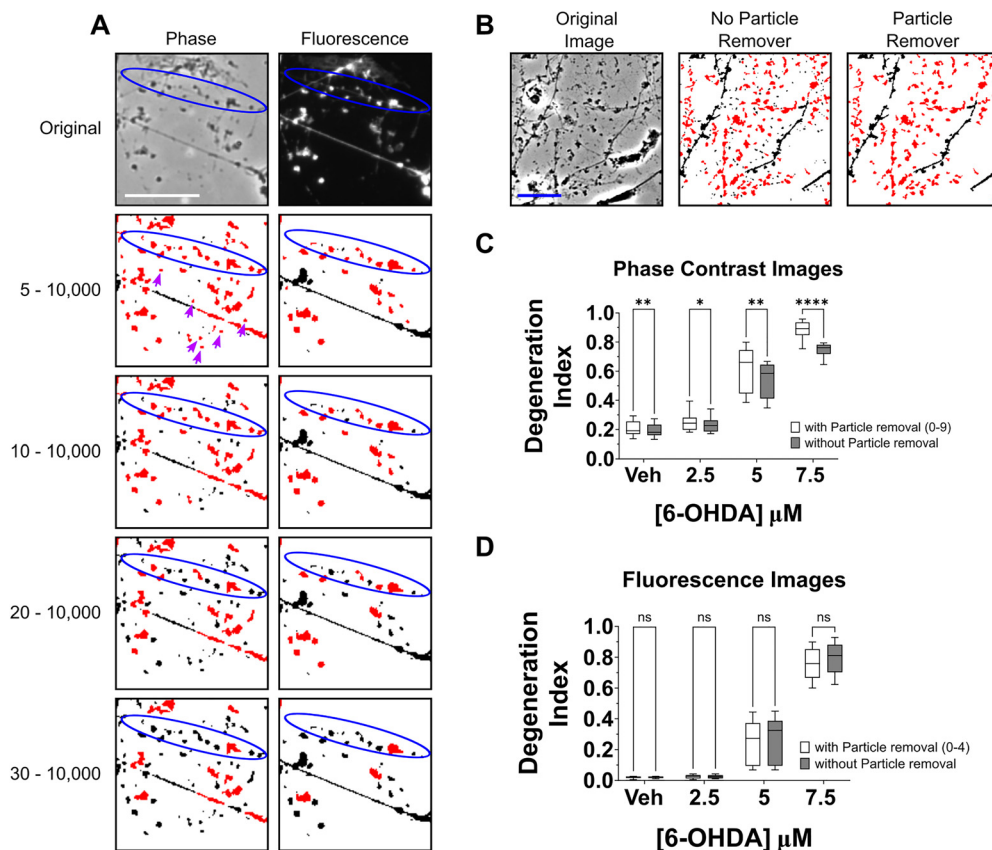 A
Phase
Fluorescence
Original
5 - 10,000
10 - 10,000
20 - 10,000
30 - 10,000
B
Original
Image
No Particle
Remover
Particle
Remover
C
Phase Contrast Images
Degeneration
Index
1.0
0.8
0.6
0.4
0.2
0.0
**
*
**
****
with Particle removal (0-9)
without Particle removal
Veh
2.5
5
7.5
[6-OHDA] μM
D
Fluorescence Images
Degeneration
Index
1.0
0.8
0.6
0.4
0.2
0.0
ns
ns
ns
ns
with Particle removal (0-4)
without Particle removal
Veh
2.5
5
7.5
[6-OHDA] μM